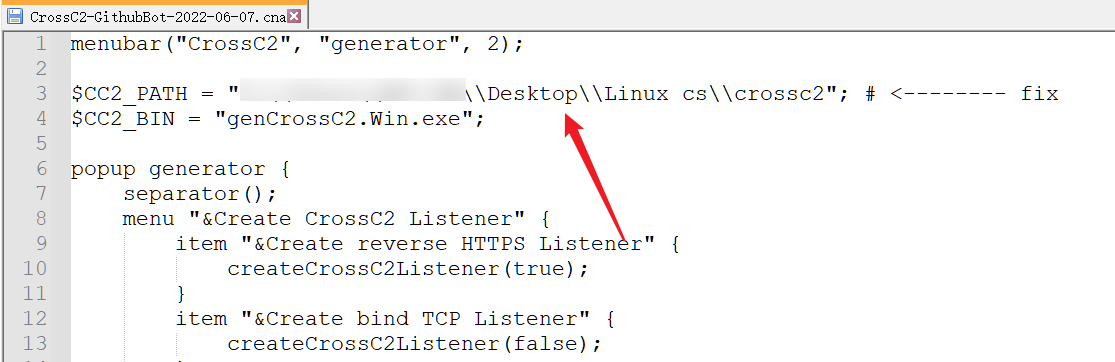 CrossC2-GithubBot-2022-06-07.cna
1 menubar("CrossC2", "generator", 2);
2
3 $CC2_PATH = "\\Desktop\\Linux cs\\crossc2"; # <-------- fix
4 $CC2_BIN = "genCrossC2.Win.exe";
5
6 popup generator {
7 separator();
8 menu "&Create CrossC2 Listener" {
9 item "&Create reverse HTTPS Listener" {
10 createCrossC2Listener(true);
11 }
12 item "&Create bind TCP Listener" {
13 createCrossC2Listener(false);